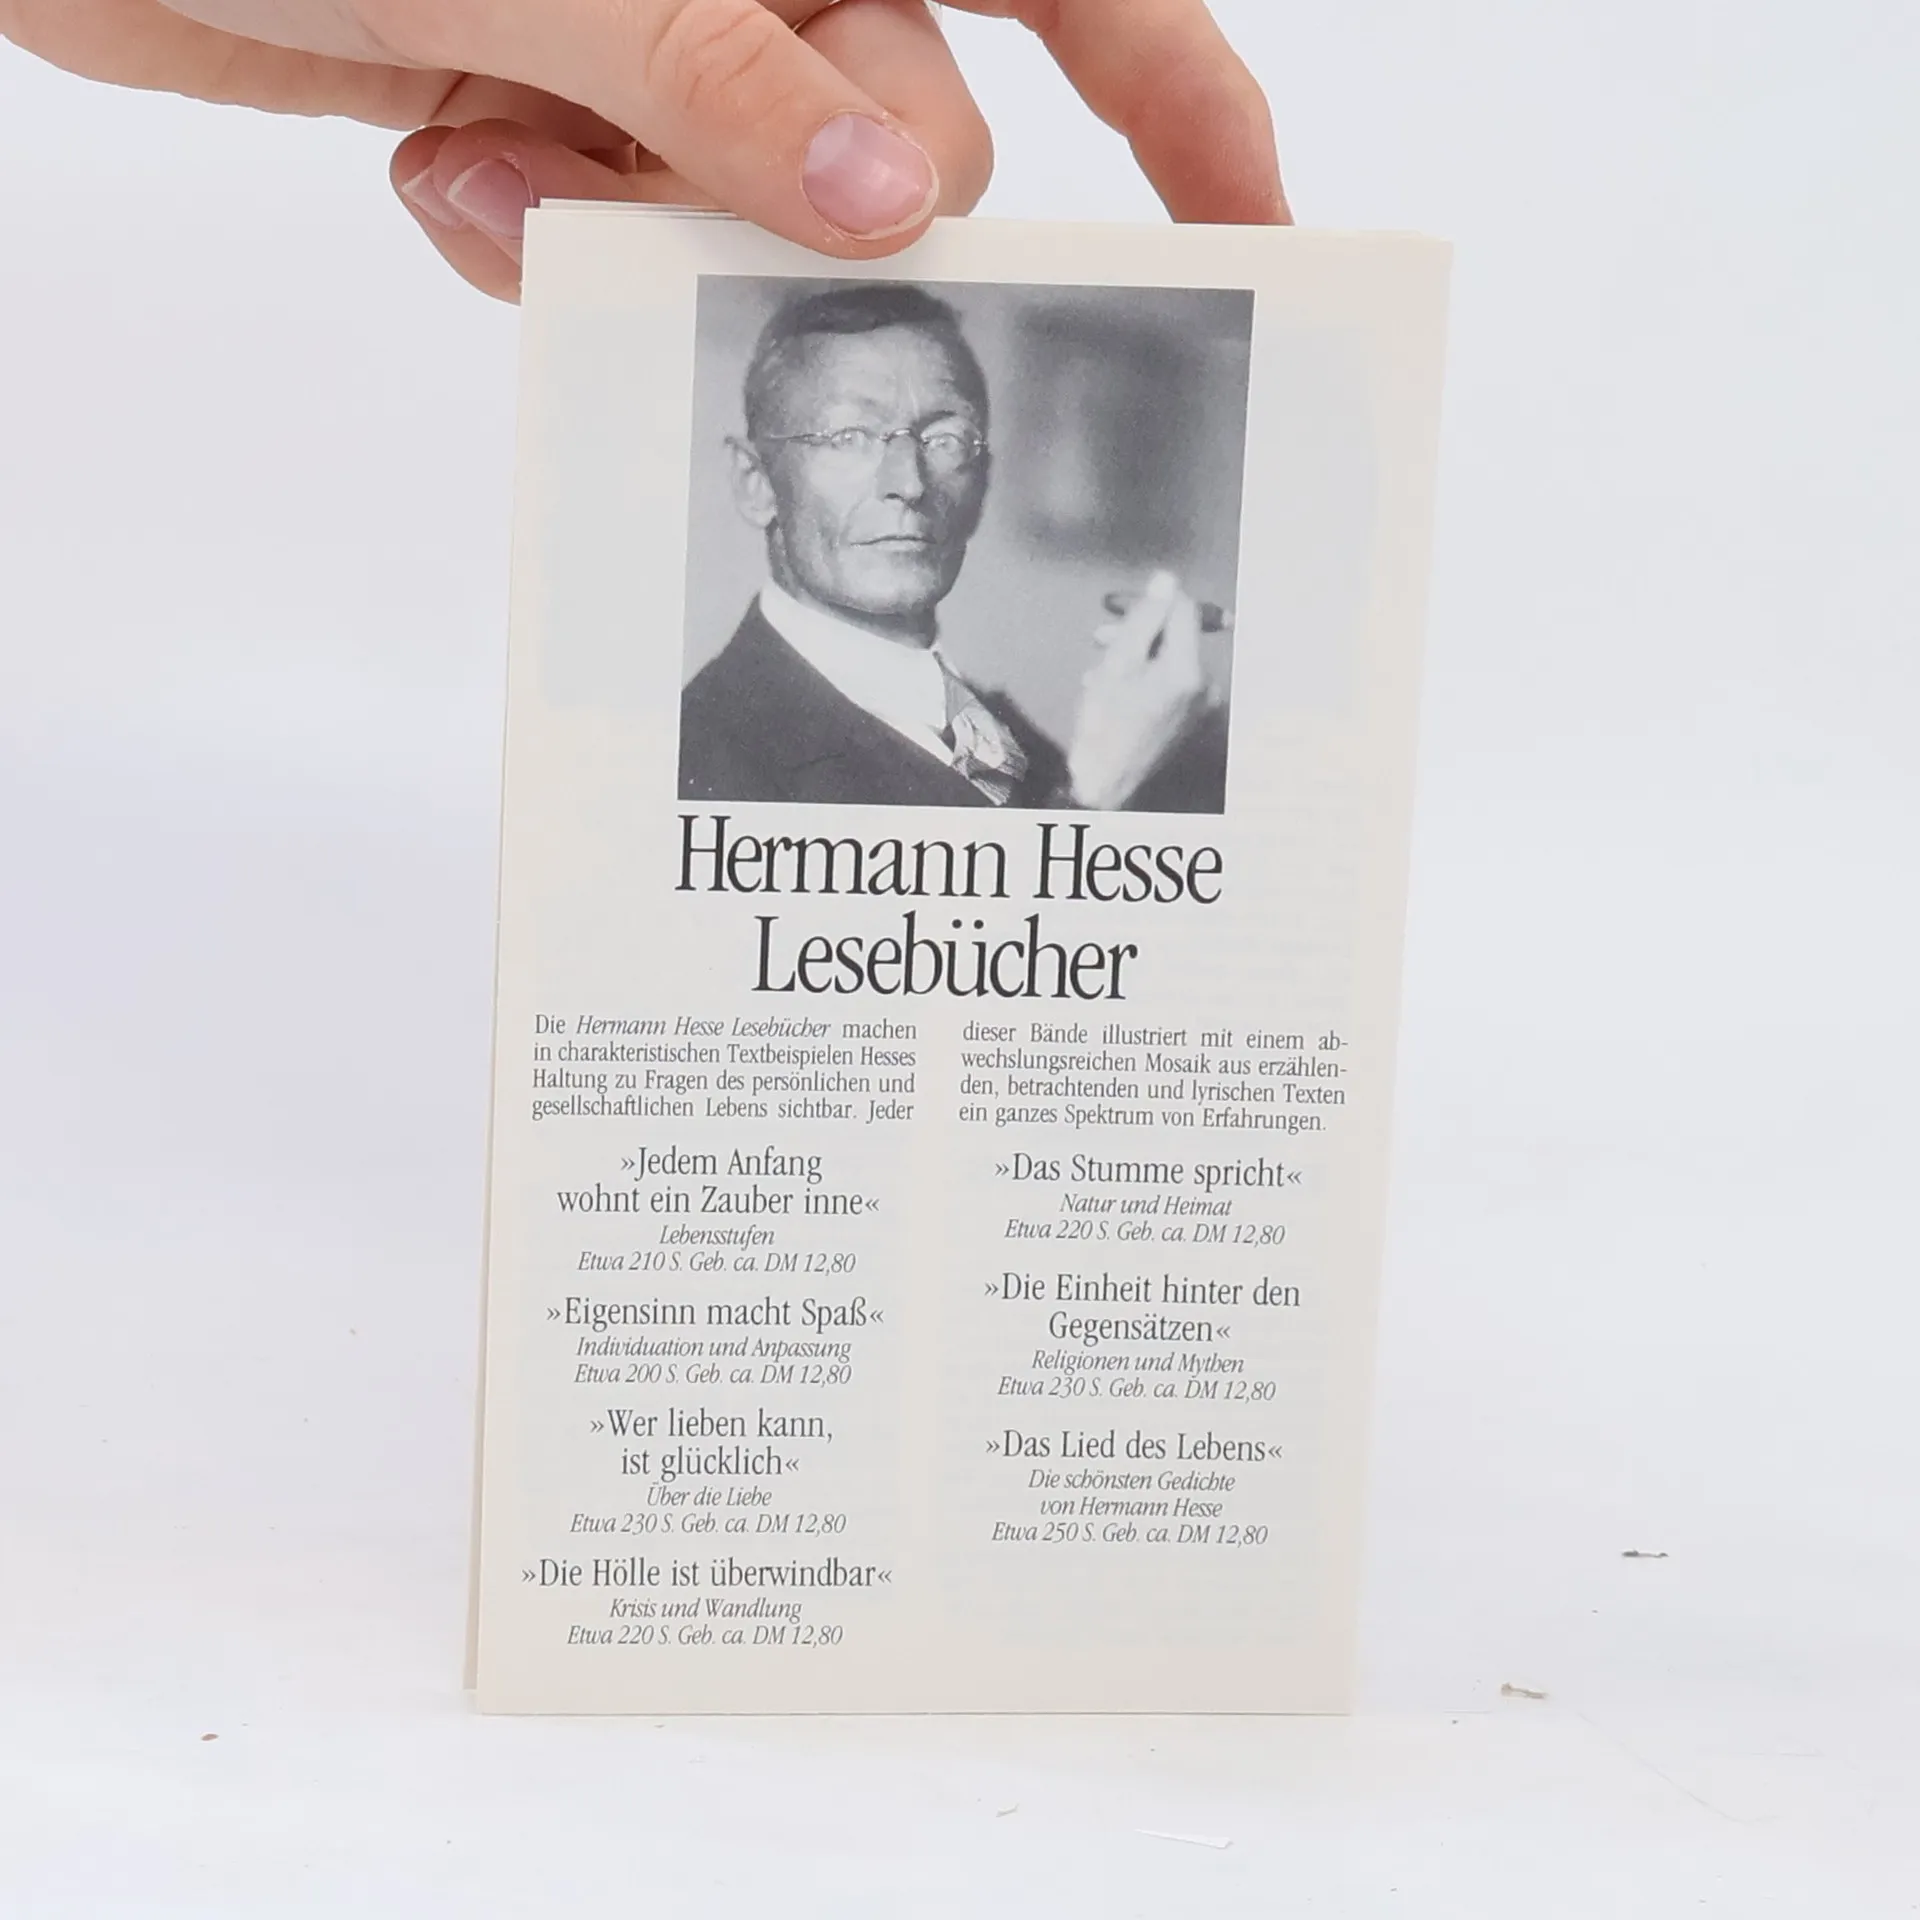 Hermann Hesse
Lesebücher
Die Hermann Hesse Lesebücher machen
in charakteristischen Textbeispielen Hesses
Haltung zu Fragen des persönlichen und
gesellschaftlichen Lebens sichtbar. Jeder
dieser Bände illustriert mit einem ab-
wechslungsreichen Mosaik aus erzählen-
den, betrachtenden und lyrischen Texten
ein ganzes Spektrum von Erfahrungen.
»Jedem Anfang
wohnt ein Zauber inne«
Lebensstufen
Etwa 210 S. Geb. ca. DM 12,80
»Eigensinn macht Spaß«
Individuation und Anpassung
Etwa 200 S. Geb. ca. DM 12,80
»Wer lieben kann,
ist glücklich«
Über die Liebe
Etwa 230 S. Geb. ca. DM 12,80
»Die Hölle ist überwindbar«
Krisis und Wandlung
Etwa 220 S. Geb. ca. DM 12,80
»Das Stumme spricht«
Natur und Heimat
Etwa 220 S. Geb. ca. DM 12,80
»Die Einheit hinter den
Gegensätzen«
Religionen und Mythen
Etwa 230 S. Geb. ca. DM 12,80
»Das Lied des Lebens«
Die schönsten Gedichte
von Hermann Hesse
Etwa 250 S. Geb. ca. DM 12,80